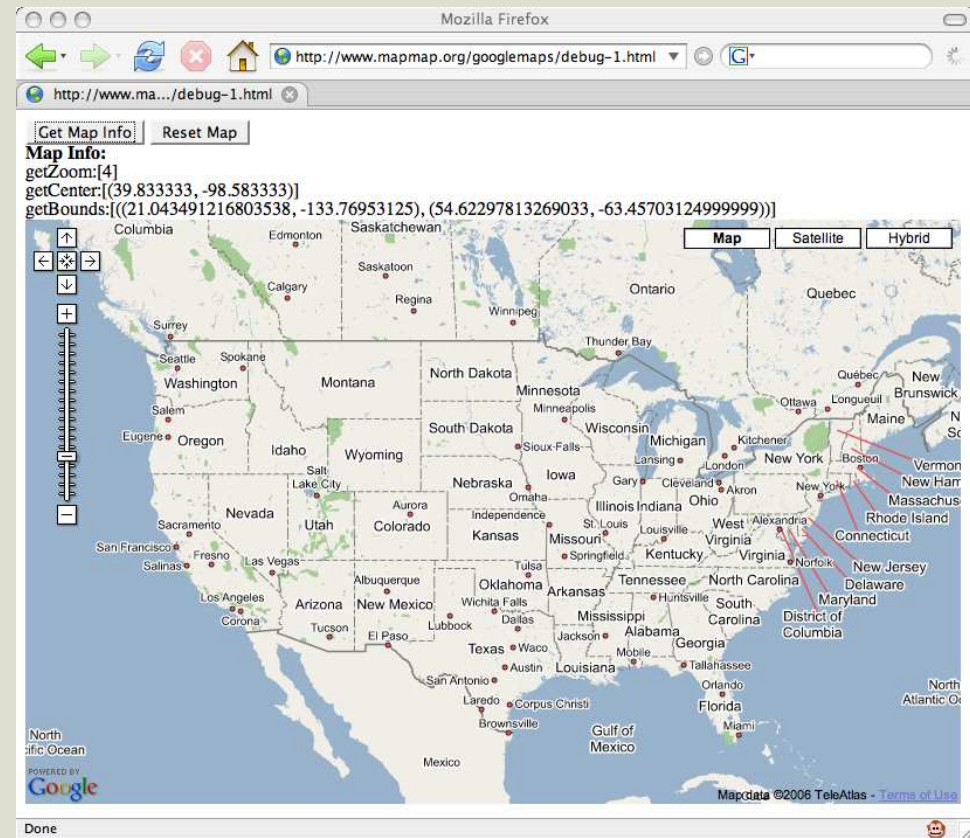 Mozilla Firefox
http://www.mapmap.org/googlemaps/debug-1.html
G
http://www.ma.../debug-1.html
Get Map Info Reset Map
Map Info:
getZoom:[4]
getCenter:[(39.833333, -98.583333)]
getBounds:[((21.043491216803538, -133.76953125), (54.62297813269033, -63.45703124999999))]
Columbia
Edmonton
Saskatchewan
Map Satellite Hybrid
Saskatoon
Calgary
Regina
Winnipeg
Ontario
Quebec
Surrey
Thunder Bay
Seattle
Spokane
Washington
Montana
North Dakota
Minnesota
Minneapolis
Québec
New
Brunswick
Ottawa
Longueuil
Maine
N
Sc
Salem
Eugene
Oregon
Idaho
Wyoming
South Dakota
Sioux-Falls
Wisconsin
Michigan
Lansing
Kitchener
London
New York
Boston
Vermon
New Ham
Massachus
Rhode Island
Connecticut
Salt
Lake City
Nebraska
Iowa
Omaha
Gary
Cleveland
Akron
New York
Nevada
Utah
Aurora
Colorado
Independence
Kansas
Illinois
Indiana
Ohio
Missouri
St. Louis
Springfield
Louisville
Kentucky
West
Virginia
Alexandria
Virginia
Norfolk
New Jersey
Delaware
Maryland
District of
Columbia
Sacramento
San Francisco
Salinas
Fresno
Las Vegas
Los Angeles
Corona
Arizona
Tucson
Albuquerque
New Mexico
El Paso
Tulsa
Oklahoma
Wichita Falls
Lubbock
Dallas
Arkansas
Tennessee
North Carolina
Huntsville
South
Carolina
Mississippi
Jackson
Alabama
Georgia
Mobile
Texas
Waco
Austin
Louisiana
Tallahassee
San Antonio
Laredo
Corpus Christi
Brownsville
Orlando
Florida
Miami
Gulf of
Mexico
Mexico
North
Atlantic Oc
North
ific Ocean
POWERED BY
Google
Map data ©2006 TeleAtlas - Terms of Use
Done